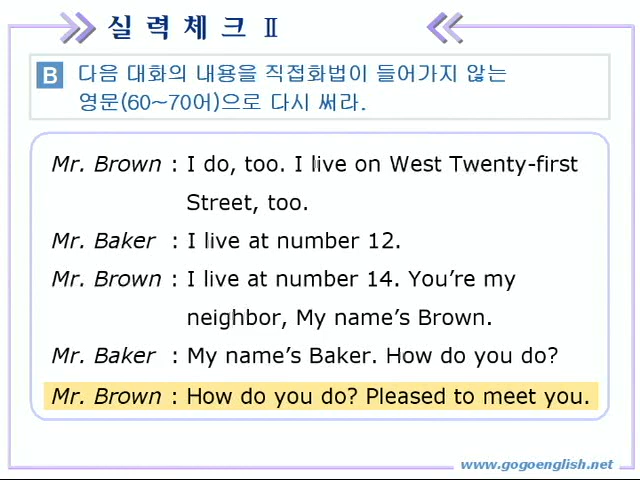 실 력 체 크 Ⅱ
B 다음 대화의 내용을 직접화법이 들어가지 않는
영문(60~70어)으로 다시 써라.
Mr. Brown : I do, too. I live on West Twenty-first
Street, too.
Mr. Baker : I live at number 12.
Mr. Brown : I live at number 14. You're my
neighbor, My name's Brown.
Mr. Baker : My name's Baker. How do you do?
Mr. Brown : How do you do? Pleased to meet you.
www.gogoenglish.net